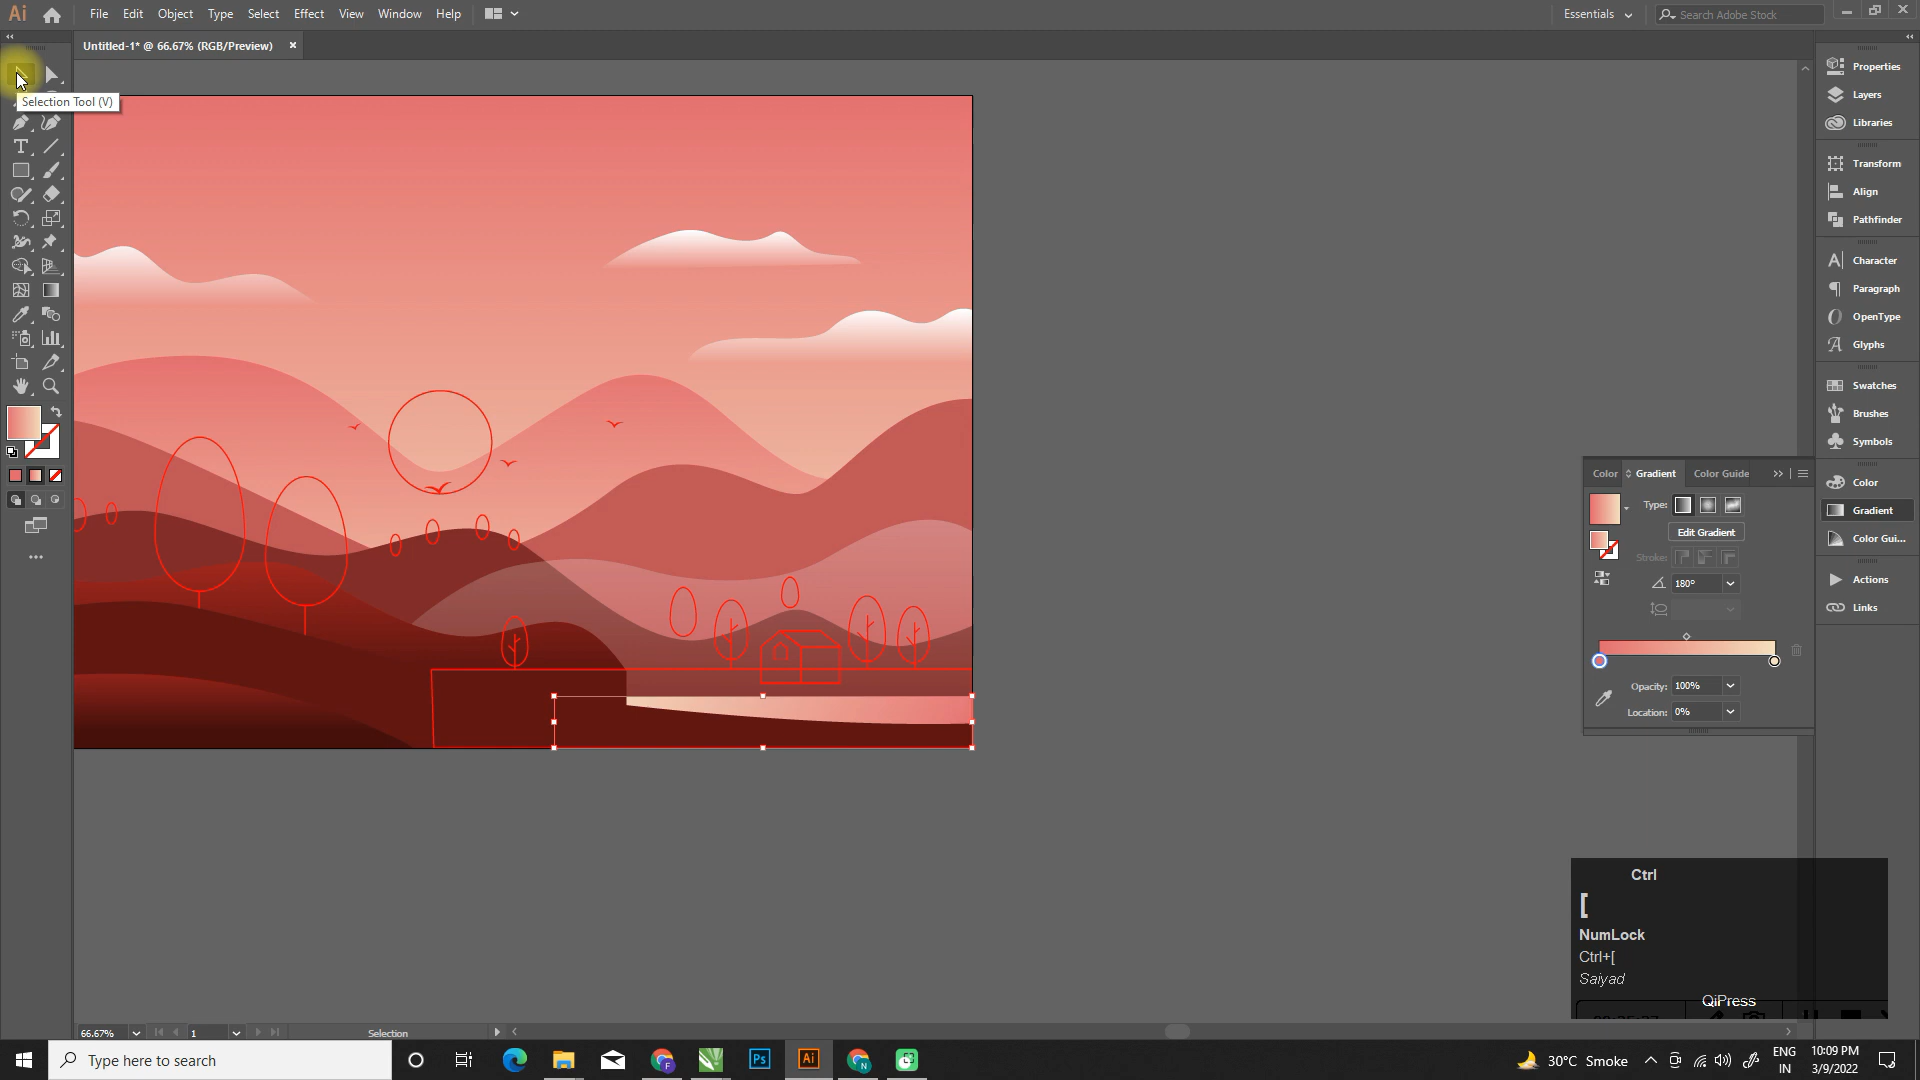 Ai File Edit Object Type Select Effect View Window Help
Essentials
Search Adobe Stock
Untitled-1* @ 66.67% (RGB/Preview) ×
Selection Tool (V)
Properties
Layers
Libraries
Transform
Align
Pathfinder
Character
Paragraph
OpenType
Glyphs
Swatches
Brushes
Symbols
Color
Gradient
Color Gui...
Actions
Links
Color Gradient Color Guide
Type:
Edit Gradient
Stroke:
180°
Opacity: 100%
Location: 0%
Ctrl
[
NumLock
Ctrl+[
Saiyad
QiPress
66.67%
1
Selection
Type here to search
Ps
Ai
30°C Smoke
ENG
IN
10:09 PM
3/9/2022